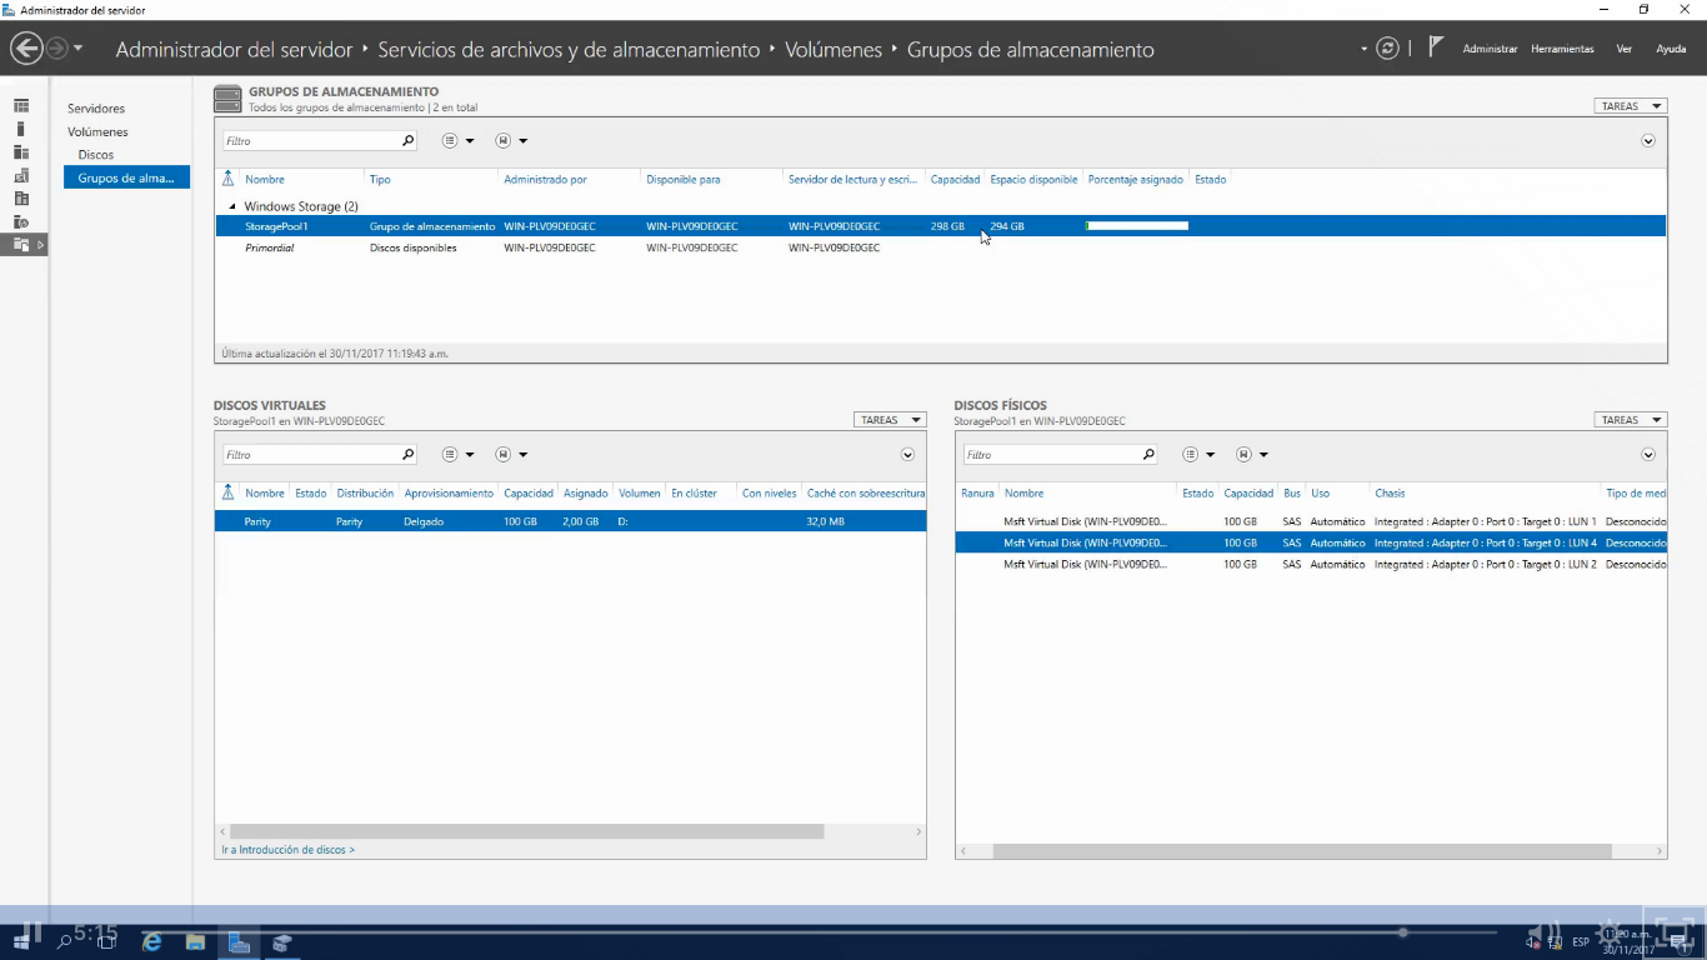 Administrador del servidor
Administrador del servidor ‣ Servicios de archivos y de almacenamiento ‣ Volúmenes ‣ Grupos de almacenamiento
Administrar Herramientas Ver Ayuda
Servidores
Volúmenes
Discos
Grupos de alma...
GRUPOS DE ALMACENAMIENTO
Todos los grupos de almacenamiento | 2 en total
TAREAS
Filtro
Nombre Tipo Administrado por Disponible para Servidor de lectura y escri... Capacidad Espacio disponible Porcentaje asignado Estado
Windows Storage (2)
StoragePool1 Grupo de almacenamiento WIN-PLV09DE0GEC WIN-PLV09DE0GEC WIN-PLV09DE0GEC 298 GB 294 GB
Primordial Discos disponibles WIN-PLV09DE0GEC WIN-PLV09DE0GEC WIN-PLV09DE0GEC
Última actualización el 30/11/2017 11:19:43 a.m.
DISCOS VIRTUALES
StoragePool1 en WIN-PLV09DE0GEC
TAREAS
Filtro
Nombre Estado Distribución Aprovisionamiento Capacidad Asignado Volumen En clúster Con niveles Caché con sobreescritura
Parity Parity Delgado 100 GB 2,00 GB D: 32,0 MB
Ir a Introducción de discos >
DISCOS FÍSICOS
StoragePool1 en WIN-PLV09DE0GEC
TAREAS
Filtro
Ranura Nombre Estado Capacidad Bus Uso Chasis Tipo de med
Msft Virtual Disk (WIN-PLV09DE0... 100 GB SAS Automático Integrated : Adapter 0 : Port 0 : Target 0 : LUN 1 Desconocido
Msft Virtual Disk (WIN-PLV09DE0... 100 GB SAS Automático Integrated : Adapter 0 : Port 0 : Target 0 : LUN 4 Desconocido
Msft Virtual Disk (WIN-PLV09DE0... 100 GB SAS Automático Integrated : Adapter 0 : Port 0 : Target 0 : LUN 2 Desconocido
5:15
ESP
11:20 a.m.
30/11/2017